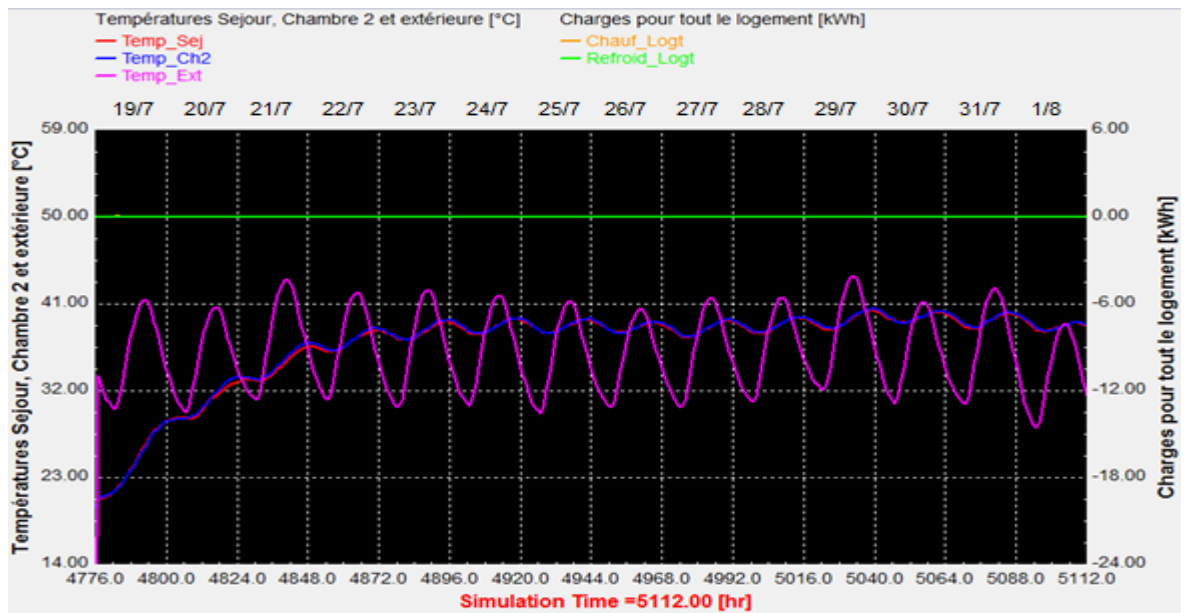 Températures Sejour, Chambre 2 et extérieure [°C]
Temp_Sej
Temp_Ch2
Temp_Ext
Charges pour tout le logement [kWh]
Chauf_Logt
Refroid_Logt
19/7 20/7 21/7 22/7 23/7 24/7 25/7 26/7 27/7 28/7 29/7 30/7 31/7 1/8
Températures Sejour, Chambre 2 et extérieure [°C]
59.00
50.00
41.00
32.00
23.00
14.00
6.00
0.00
-6.00
-12.00
-18.00
-24.00
Charges pour tout le logement [kWh]
4776.0 4800.0 4824.0 4848.0 4872.0 4896.0 4920.0 4944.0 4968.0 4992.0 5016.0 5040.0 5064.0 5088.0 5112.0
Simulation Time =5112.00 [hr]